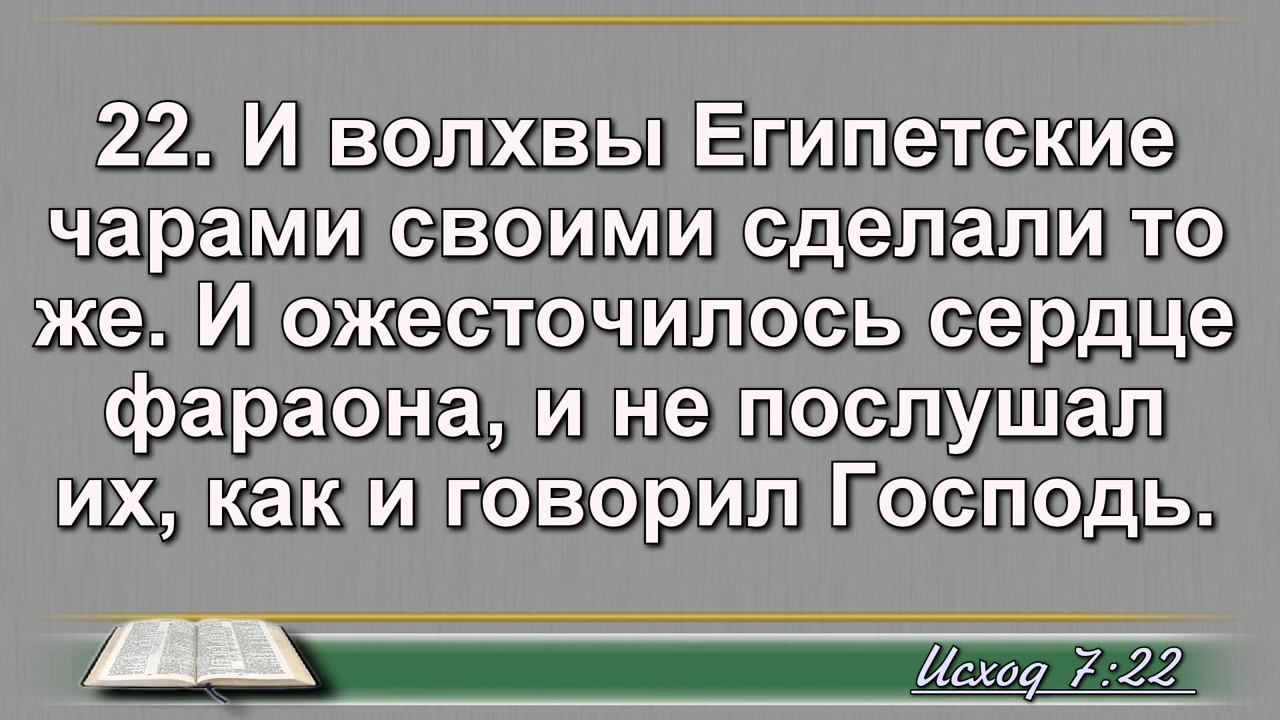 22. И волхвы Египетские
чарами своими сделали то
же. И ожесточилось сердце
фараона, и не послушал
их, как и говорил Господь.
Исход 7:22